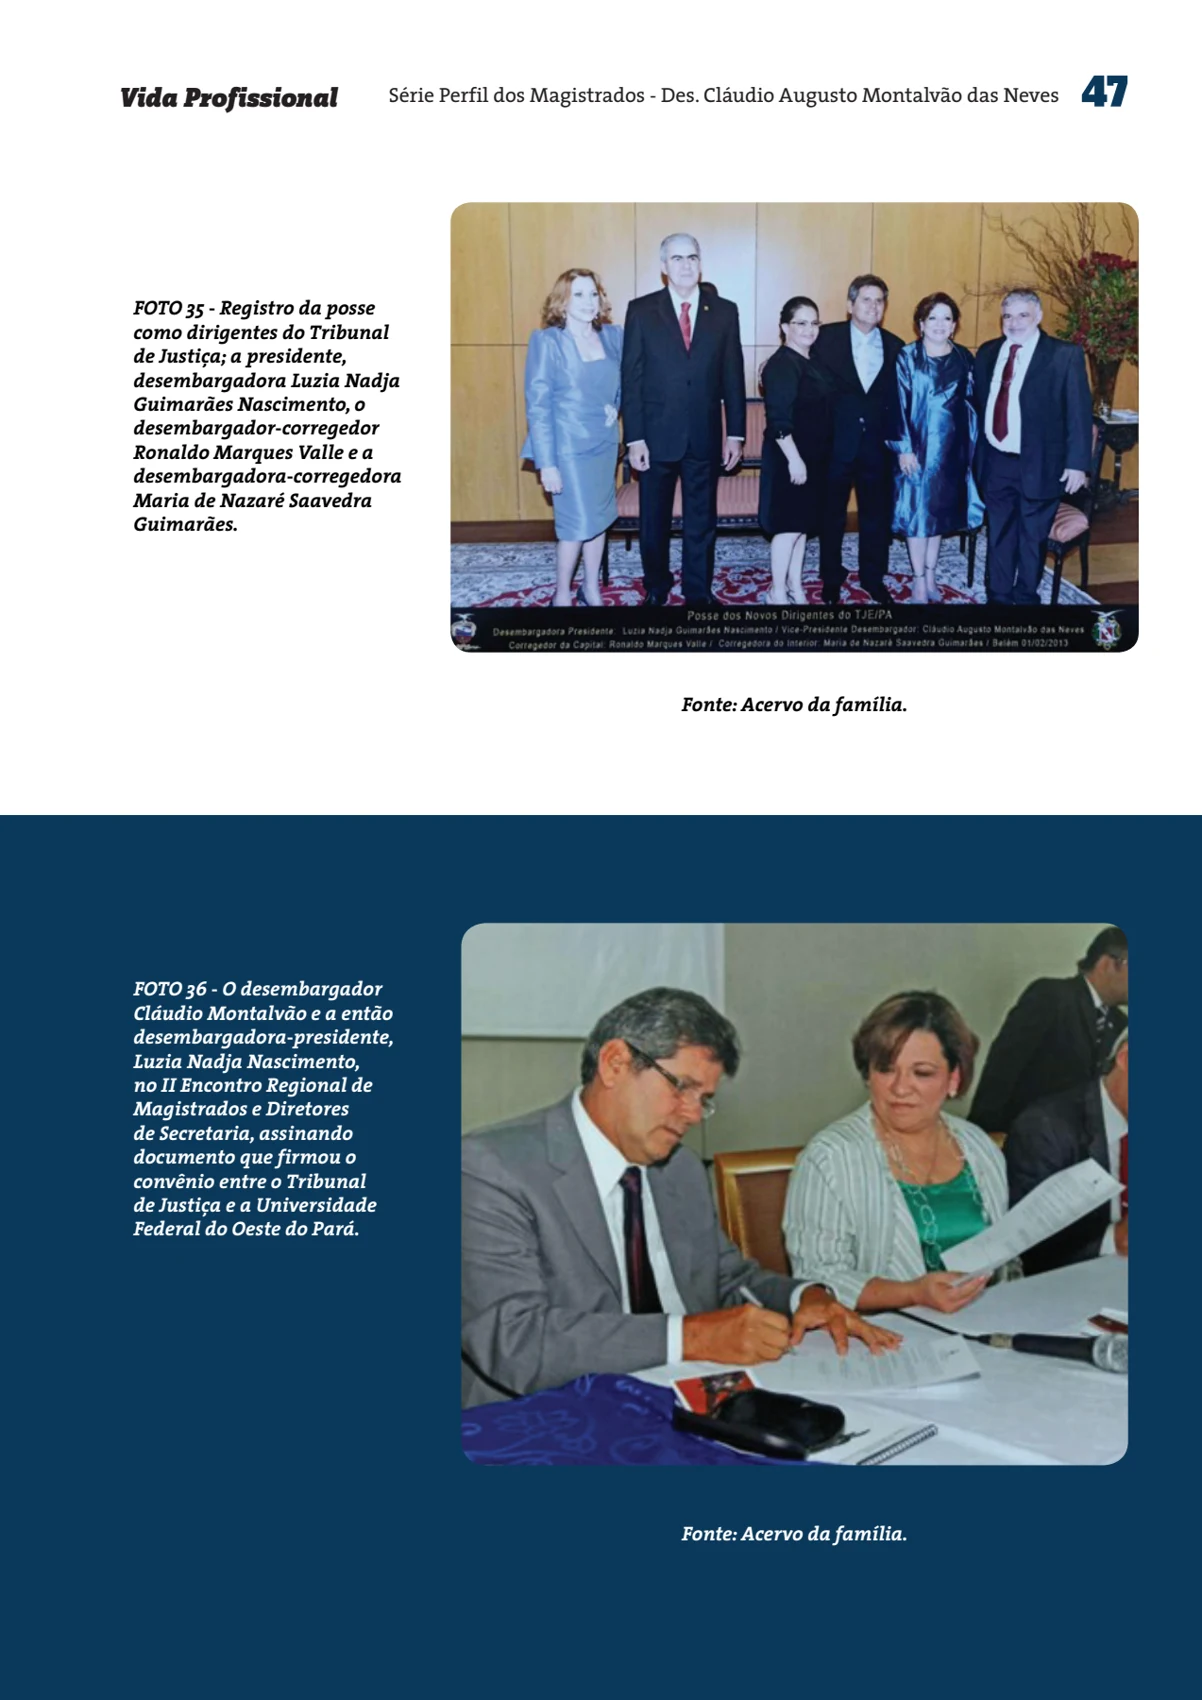 Vida Profissional
Série Perfil dos Magistrados - Des. Cláudio Augusto Montalvão das Neves
47
FOTO 35 - Registro da posse
como dirigentes do Tribunal
de Justiça; a presidente,
desembargadora Luzia Nadja
Guimarães Nascimento, o
desembargador-corregedor
Ronaldo Marques Valle e a
desembargadora-corregedora
Maria de Nazaré Saavedra
Guimarães.
Posse dos Novos Dirigentes do TJE/PA
Desembargadora Presidente: Luzia Nadja Guimarães Nascimento / Vice-Presidente Desembargador: Cláudio Augusto Montalvão das Neves
Corregedor da Capital: Ronaldo Marques Valle / Corregedora do Interior: Maria de Nazaré Saavedra Guimarães / Belém 01/02/2013
Fonte: Acervo da família.
FOTO 36 - O desembargador
Cláudio Montalvão e a então
desembargadora-presidente,
Luzia Nadja Nascimento,
no II Encontro Regional de
Magistrados e Diretores
de Secretaria, assinando
documento que firmou o
convênio entre o Tribunal
de Justiça e a Universidade
Federal do Oeste do Pará.
Fonte: Acervo da família.